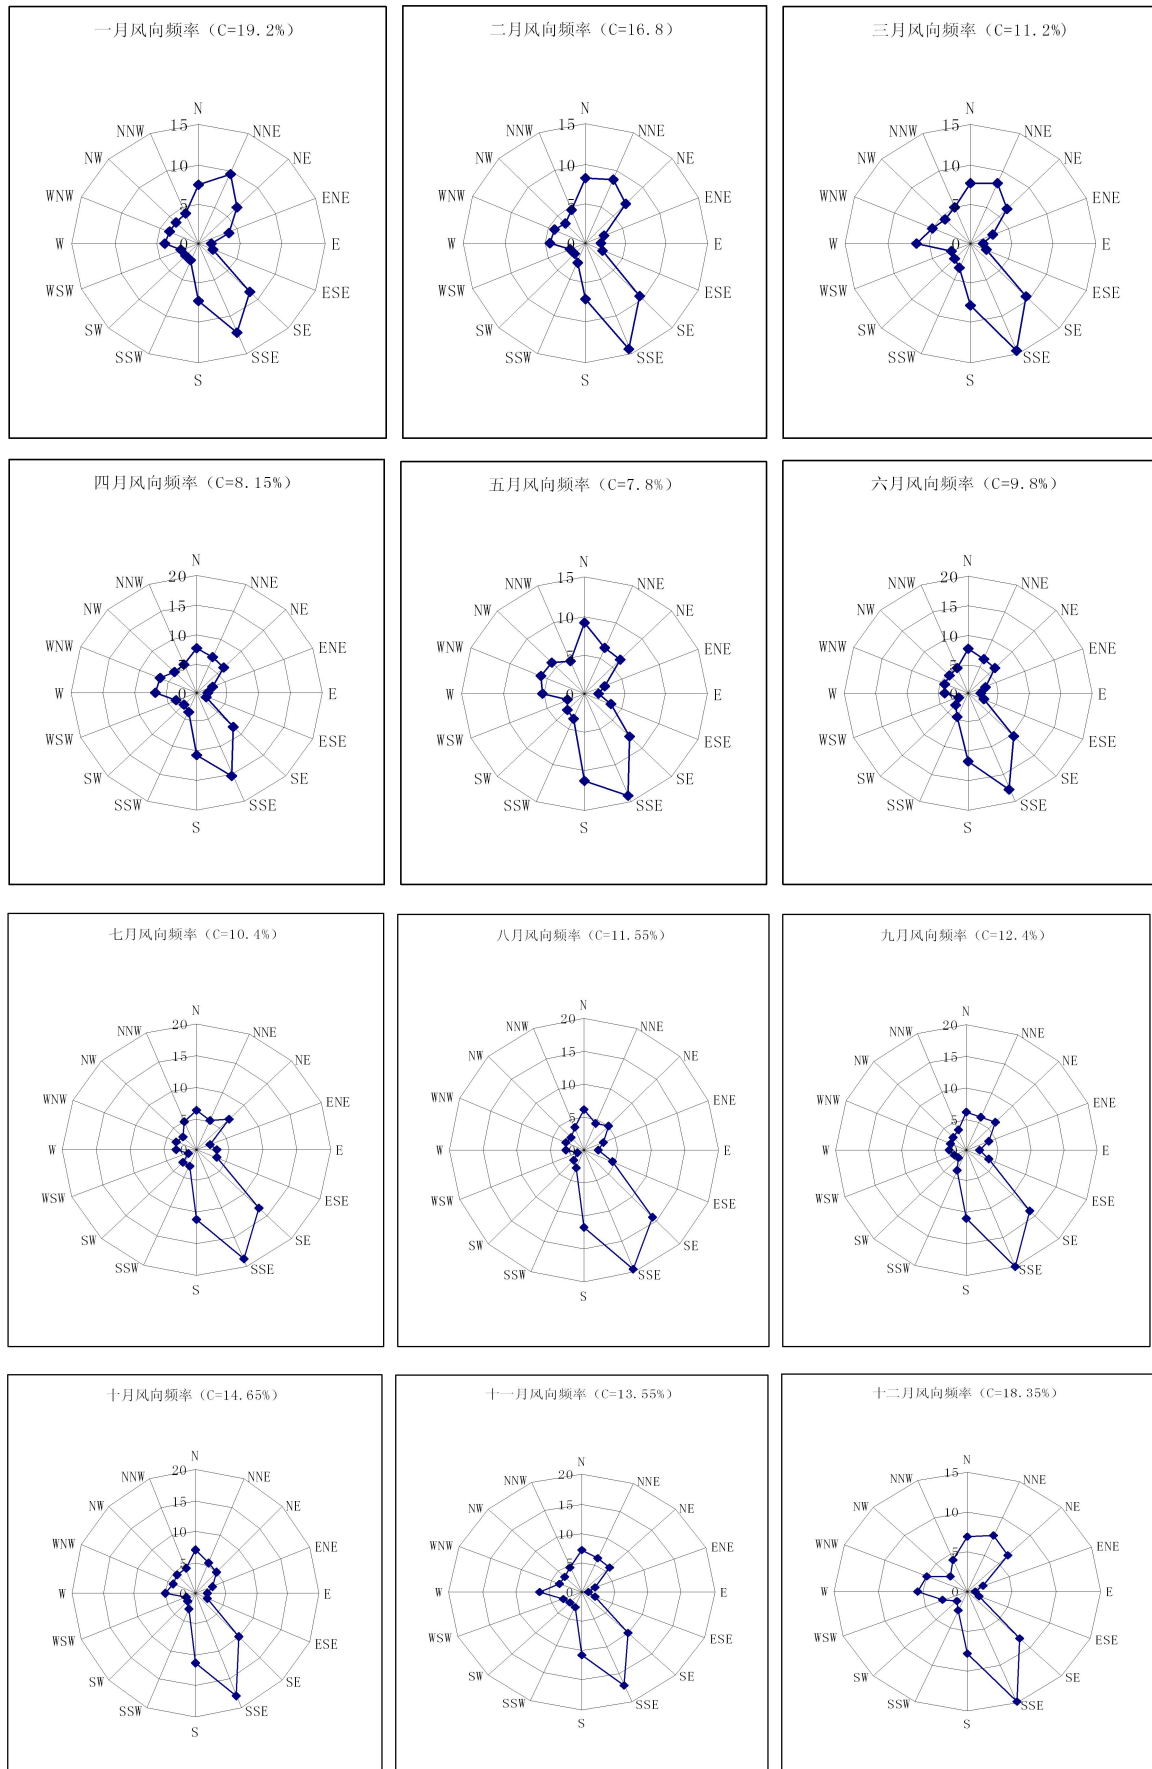 一月风向频率（C=19.2%）
N
15
NNW
NNE
10
NW
NE
5
WNW
ENE
W
0
E
WSW
ESE
SW
SE
SSW
SSE
S
二月风向频率（C=16.8）
N
15
NNW
NNE
10
NW
NE
5
WNW
ENE
W
0
E
WSW
ESE
SW
SE
SSW
SSE
S
三月风向频率（C=11.2%)
N
15
NNW
NNE
10
NW
NE
5
WNW
ENE
W
0
E
WSW
ESE
SW
SE
SSW
SSE
S
四月风向频率（C=8.15%）
N
20
NNW
NNE
15
NW
NE
10
WNW
ENE
5
W
0
E
WSW
ESE
SW
SE
SSW
SSE
S
五月风向频率（C=7.8%）
N
15
NNW
NNE
10
NW
NE
5
WNW
ENE
W
0
E
WSW
ESE
SW
SE
SSW
SSE
S
六月风向频率（C=9.8%）
N
20
NNW
NNE
15
NW
NE
10
WNW
ENE
5
W
0
E
WSW
ESE
SW
SE
SSW
SSE
S
七月风向频率（C=10.4%）
N
20
NNW
NNE
15
NW
NE
10
WNW
ENE
5
W
0
E
WSW
ESE
SW
SE
SSW
SSE
S
八月风向频率（C=11.55%）
N
20
NNW
NNE
15
NW
NE
10
WNW
ENE
5
W
0
E
WSW
ESE
SW
SE
SSW
SSE
S
九月风向频率（C=12.4%）
N
20
NNW
NNE
15
NW
NE
10
WNW
ENE
5
W
0
E
WSW
ESE
SW
SE
SSW
SSE
S
十月风向频率（C=14.65%）
N
20
NNW
NNE
15
NW
NE
10
WNW
ENE
5
W
0
E
WSW
ESE
SW
SE
SSW
SSE
S
十一月风向频率（C=13.55%）
N
20
NNW
NNE
15
NW
NE
10
WNW
ENE
5
W
0
E
WSW
ESE
SW
SE
SSW
SSE
S
十二月风向频率（C=18.35%）
N
15
NNW
NNE
10
NW
NE
5
WNW
ENE
W
0
E
WSW
ESE
SW
SE
SSW
SSE
S